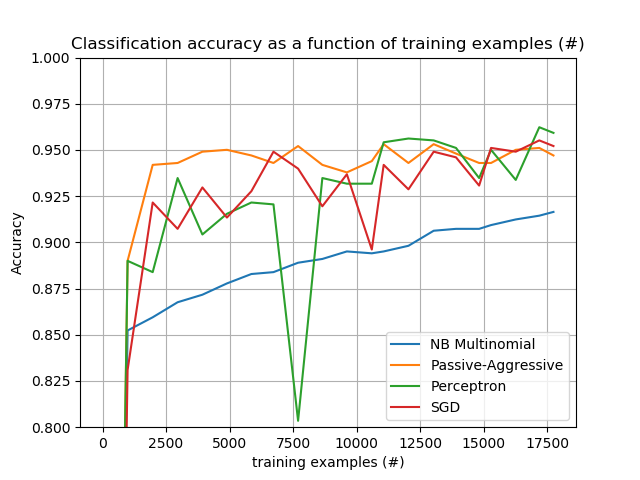 Classification accuracy as a function of training examples (#)
1.000
0.975
0.950
0.925
0.900
0.875
0.850
0.825
0.800
Accuracy
NB Multinomial
Passive-Aggressive
Perceptron
SGD
0 2500 5000 7500 10000 12500 15000 17500
training examples (#)